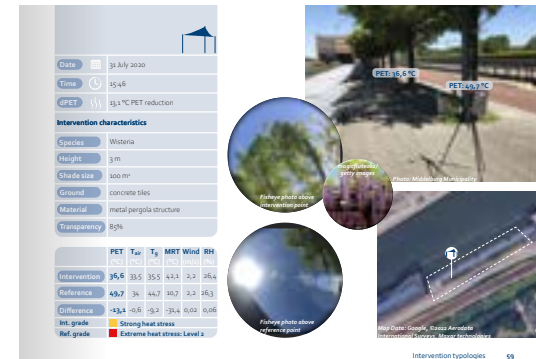 Date 31 July 2020
Time 15:46
dPET 13,1 °C PET reduction
Intervention characteristics
Species Wisteria
Height 3 m
Shade size 100 m²
Ground concrete tiles
Material metal pergola structure
Transparency 85%
PET Tair Tg MRT Wind RH
(°C) (°C) (°C) (°C) (m/s) (%)
Intervention 36,6 33,5 35,5 42,1 2,2 26,4
Reference 49,7 34 44,7 10,7 2,2 26,3
Difference -13,1 -0,6 -9,2 -31,4 0,02 0,06
Int. grade Strong heat stress
Ref. grade Extreme heat stress: Level 2
PET: 36,6 °C
PET: 49,7 °C
Photo: Middelburg Municipality
Fisheye photo above
intervention point
magicflute002/
getty images
Fisheye photo above
reference point
Map Data: Google, ©2022 Aerodata
International Surveys, Maxar technologies
Intervention typologies 59